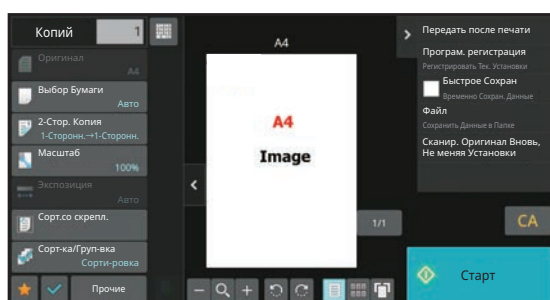 Копий
1
Оригинал
A4
Выбор Бумаги
Авто
2-Стор. Копия
1-Сторонн.→1-Сторонн.
Масштаб
100%
Экспозиция
Авто
Сорт.со скрепл.
Сорт-ка/Груп-вка
Сорти-ровка
Прочие
A4
A4
Image
1/1
Передать после печати
Програм. регистрация
Регистрировать Тек. Установки
Быстрое Сохран
Временно Сохран. Данные
Файл
Сохранить Данные в Папке
Сканир. Оригинал Вновь,
Не меняя Установки
CA
Старт